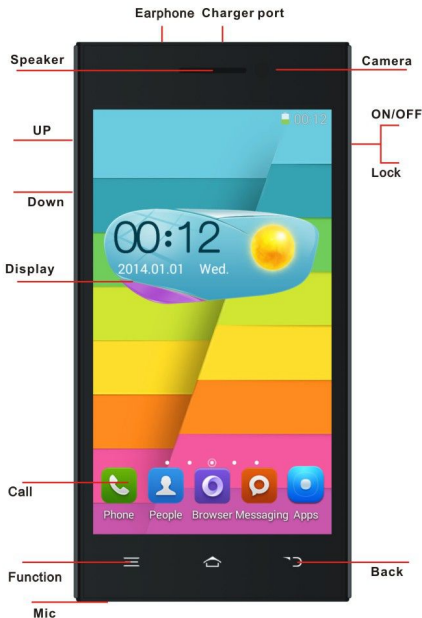 Earphone Charger port
Speaker
Camera
ON/OFF
UP
00:12
Lock
Down
00:12
2014.01.01 Wed.
Display
Call
Phone People Browser Messaging Apps
Function
Back
Mic